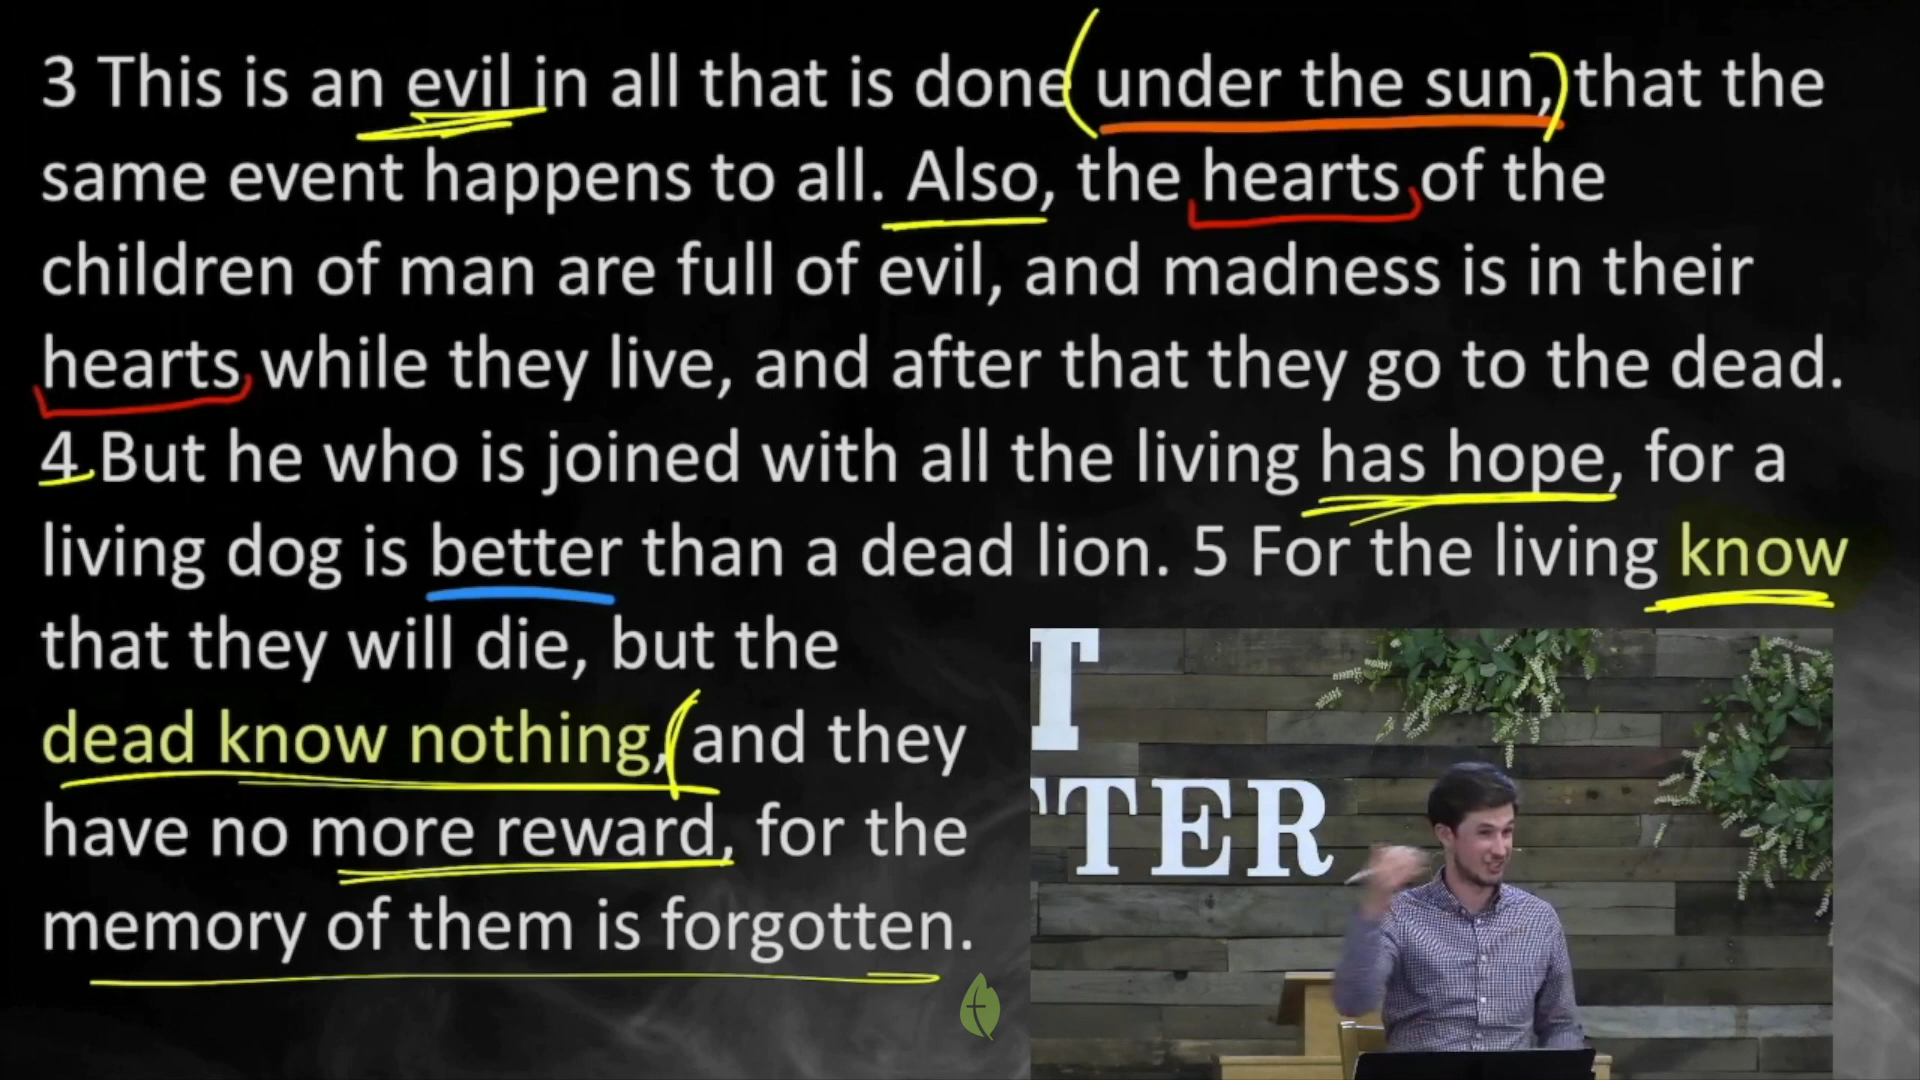 3 This is an evil in all that is done under the sun, that the
same event happens to all. Also, the hearts of the
children of man are full of evil, and madness is in their
hearts while they live, and after that they go to the dead.
4 But he who is joined with all the living has hope, for a
living dog is better than a dead lion. 5 For the living know
that they will die, but the
dead know nothing, and they
have no more reward, for the
memory of them is forgotten.
T
TTER